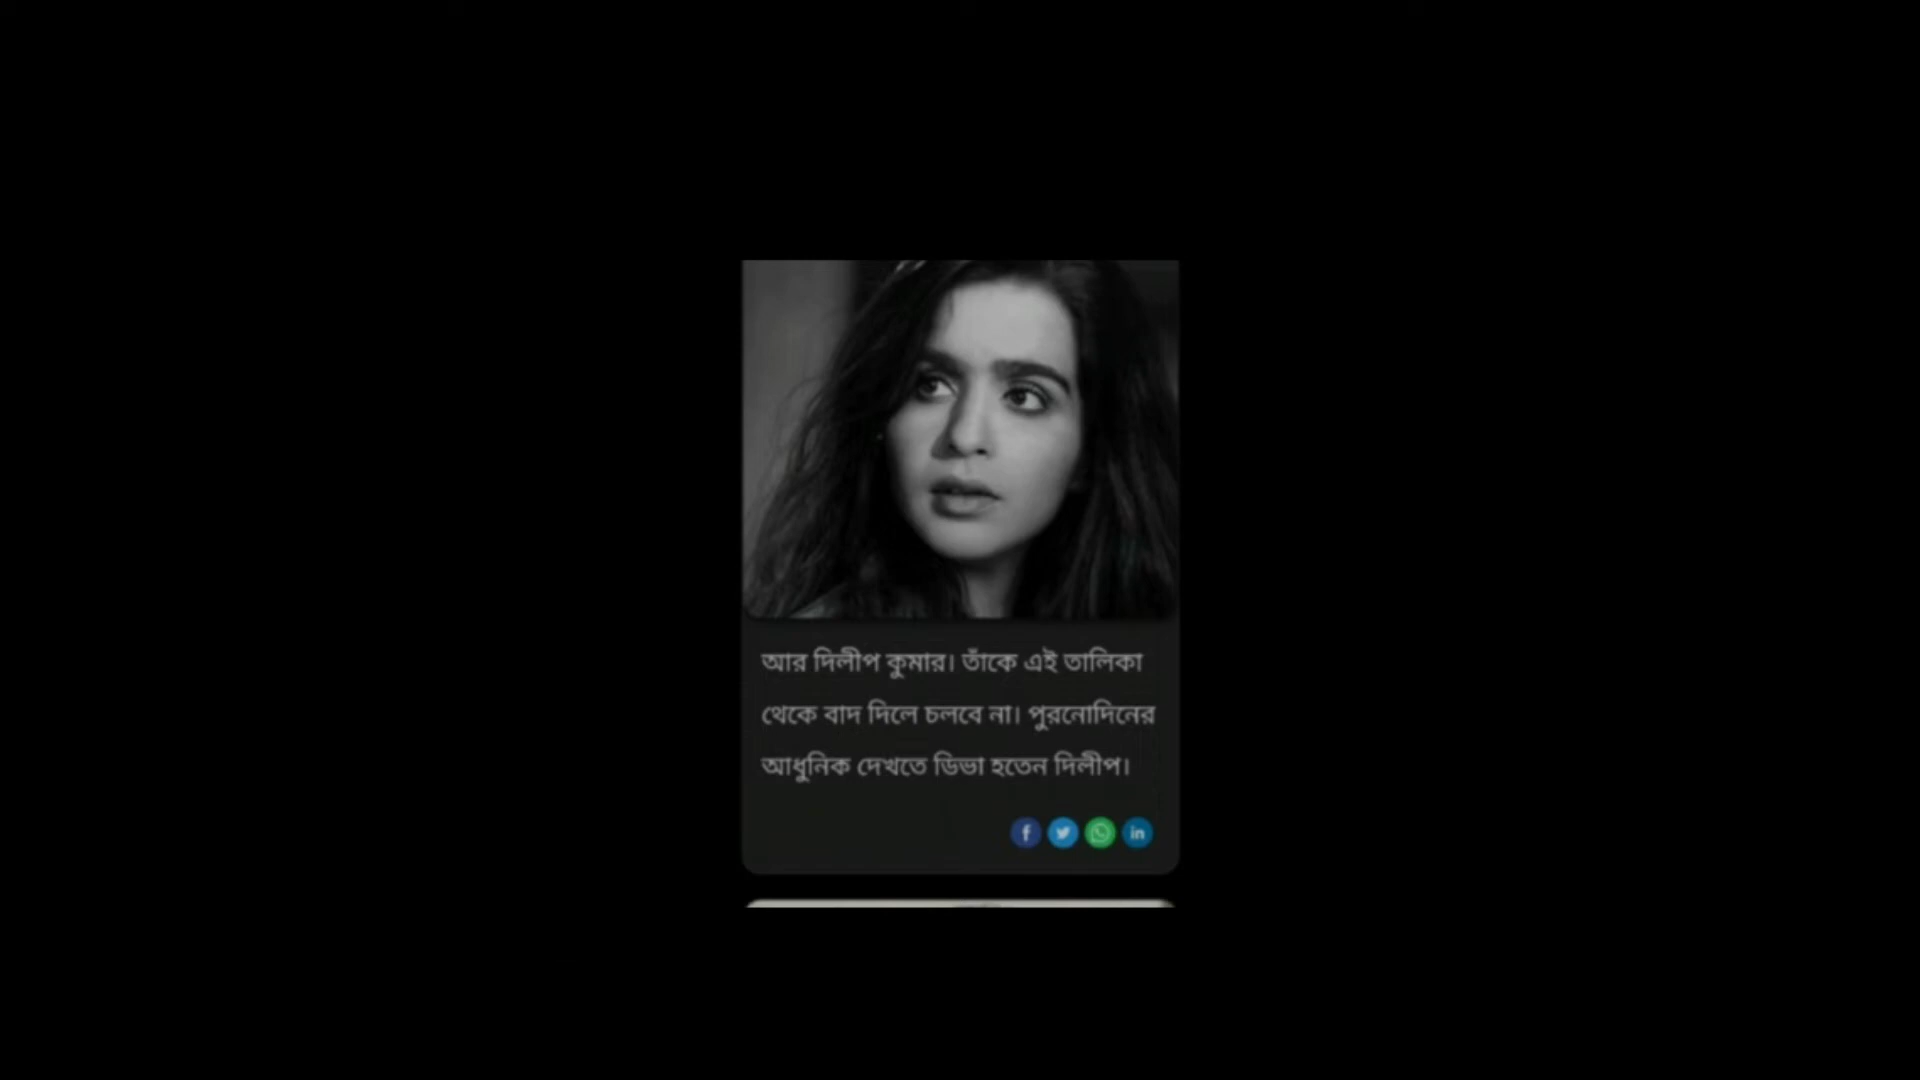 আর দিলীপ কুমার। তাঁকে এই তালিকা
থেকে বাদ দিলে চলবে না। পুরনোদিনের
আধুনিক দেখতে ডিভা হতেন দিলীপ।